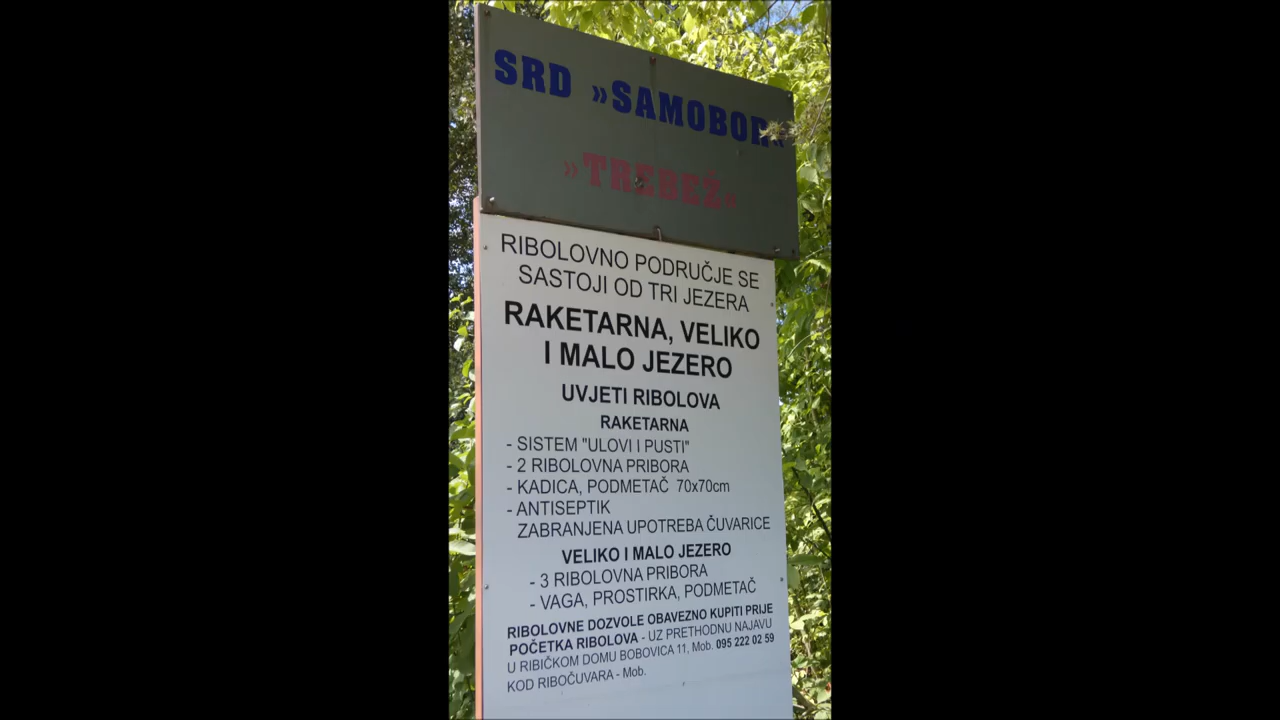 SRD »SAMOBOR«
»TREBEŽ«
RIBOLOVNO PODRUČJE SE
SASTOJI OD TRI JEZERA
RAKETARNA, VELIKO
I MALO JEZERO
UVJETI RIBOLOVA
RAKETARNA
- SISTEM "ULOVI I PUSTI"
- 2 RIBOLOVNA PRIBORA
- KADICA, PODMETAČ 70x70cm
- ANTISEPTIK
ZABRANJENA UPOTREBA ČUVARICE
VELIKO I MALO JEZERO
- 3 RIBOLOVNA PRIBORA
- VAGA, PROSTIRKA, PODMETAČ
RIBOLOVNE DOZVOLE OBAVEZNO KUPITI PRIJE
POČETKA RIBOLOVA - UZ PRETHODNU NAJAVU
U RIBIČKOM DOMU BOBOVICA 11, Mob. 095 222 02 59
KOD RIBOČUVARA - Mob.